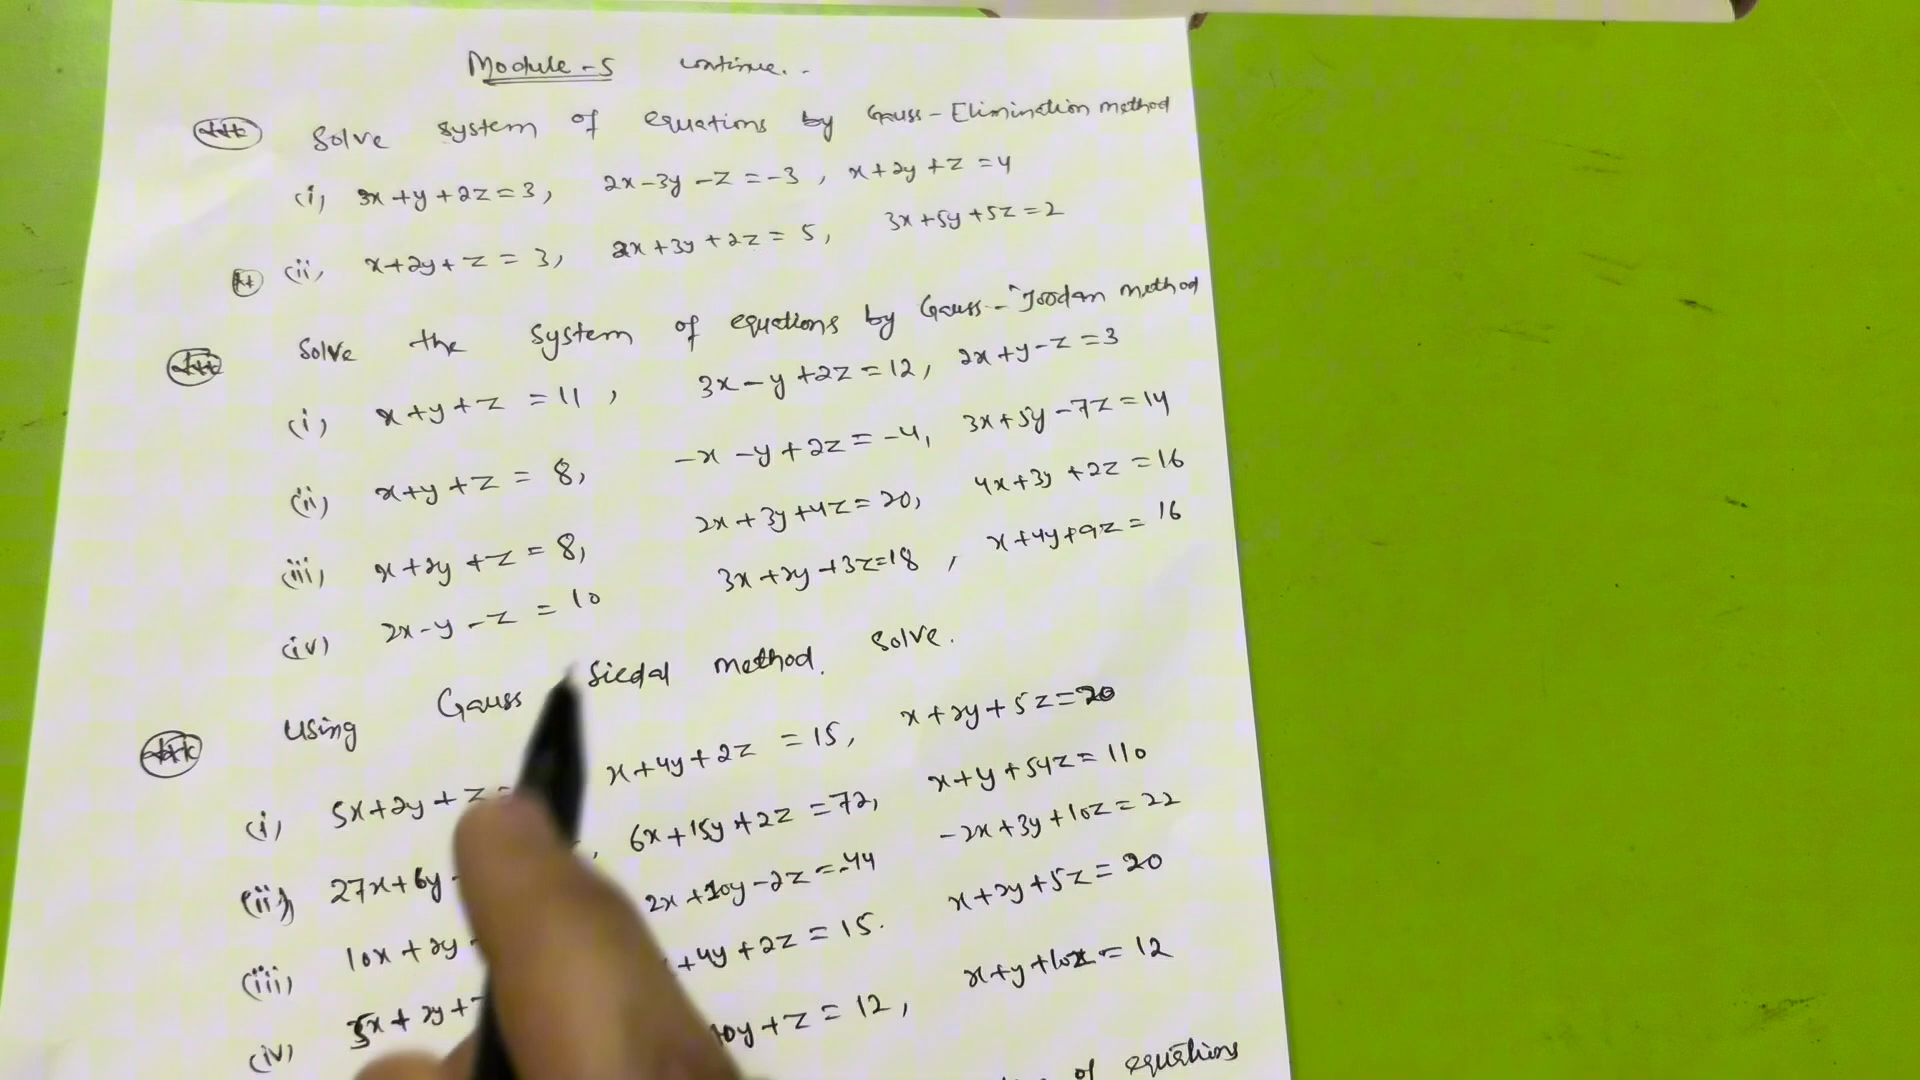 Module-5 continue..
Solve system of equations by Gauss-Elimination method
(i) 3x+y+2z=3, 2x-3y-z=-3, x+2y+z=4
(ii) x+2y+z=3, 2x+3y+2z=5, 3x+5y+5z=2
Solve the system of equations by Gauss-Joodan method
(i) x+y+z=11, 3x-y+2z=12, 2x+y-z=3
(ii) x+y+z=8, -x-y+2z=-4, 3x+5y-7z=14
(iii) x+2y+z=8, 2x+3y+4z=20, 4x+3y+2z=16
(iv) 2x-y-z=10 3x+2y+3z=18, x+4y+9z=16
Using Gauss Siedal method. Solve.
(i) 5x+2y+z= x+4y+2z=15, x+2y+5z=20
(ii) 27x+6y- , 6x+15y+2z=72, x+y+54z=110
(iii) 10x+2y- 2x+10y-2z=-44 -2x+3y+10z=22
(iv) 5x+2y+z +4y+2z=15. x+2y+5z=20
10y+z=12, x+y+10z=12
of equations